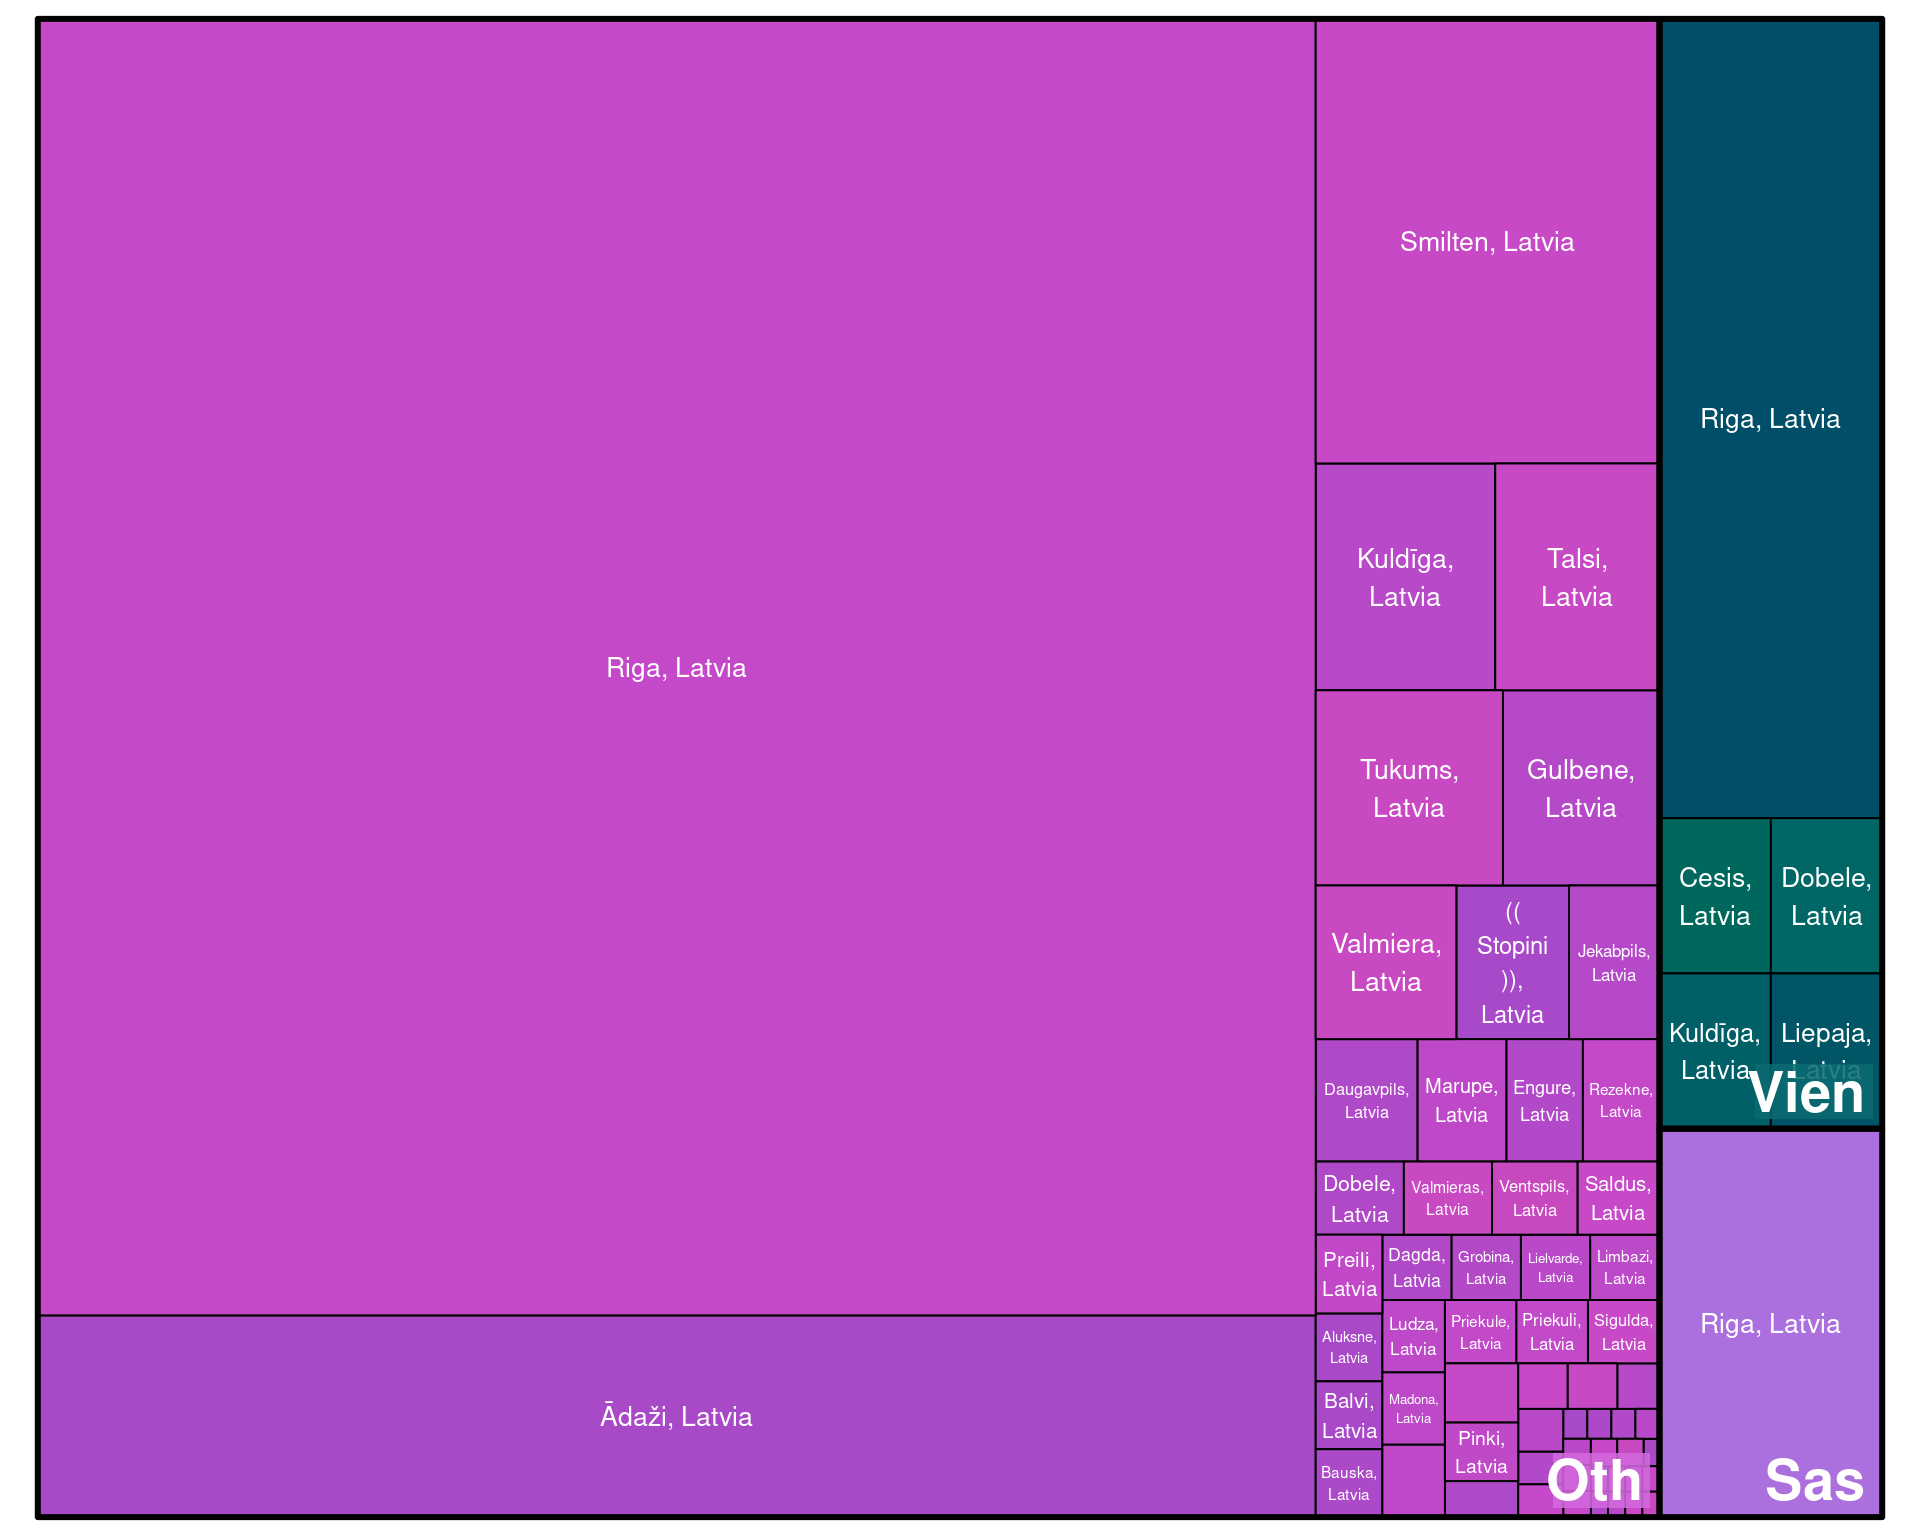 Riga, Latvia
Ādaži, Latvia
Smilten, Latvia
Kuldīga,
Latvia
Talsi,
Latvia
Tukums,
Latvia
Gulbene,
Latvia
Valmiera,
Latvia
((
Stopini
)),
Latvia
Jekabpils,
Latvia
Daugavpils,
Latvia
Marupe,
Latvia
Engure,
Latvia
Rezekne,
Latvia
Dobele,
Latvia
Valmieras,
Latvia
Ventspils,
Latvia
Saldus,
Latvia
Preili,
Latvia
Dagda,
Latvia
Grobina,
Latvia
Lielvarde,
Latvia
Limbazi,
Latvia
Aluksne,
Latvia
Ludza,
Latvia
Priekule,
Latvia
Priekuli,
Latvia
Sigulda,
Latvia
Balvi,
Latvia
Madona,
Latvia
Pinki,
Latvia
Bauska,
Latvia
Oth
Riga, Latvia
Cesis,
Latvia
Dobele,
Latvia
Kuldīga,
Latvia
Liepaja,
Latvia
Vien
Riga, Latvia
Sas